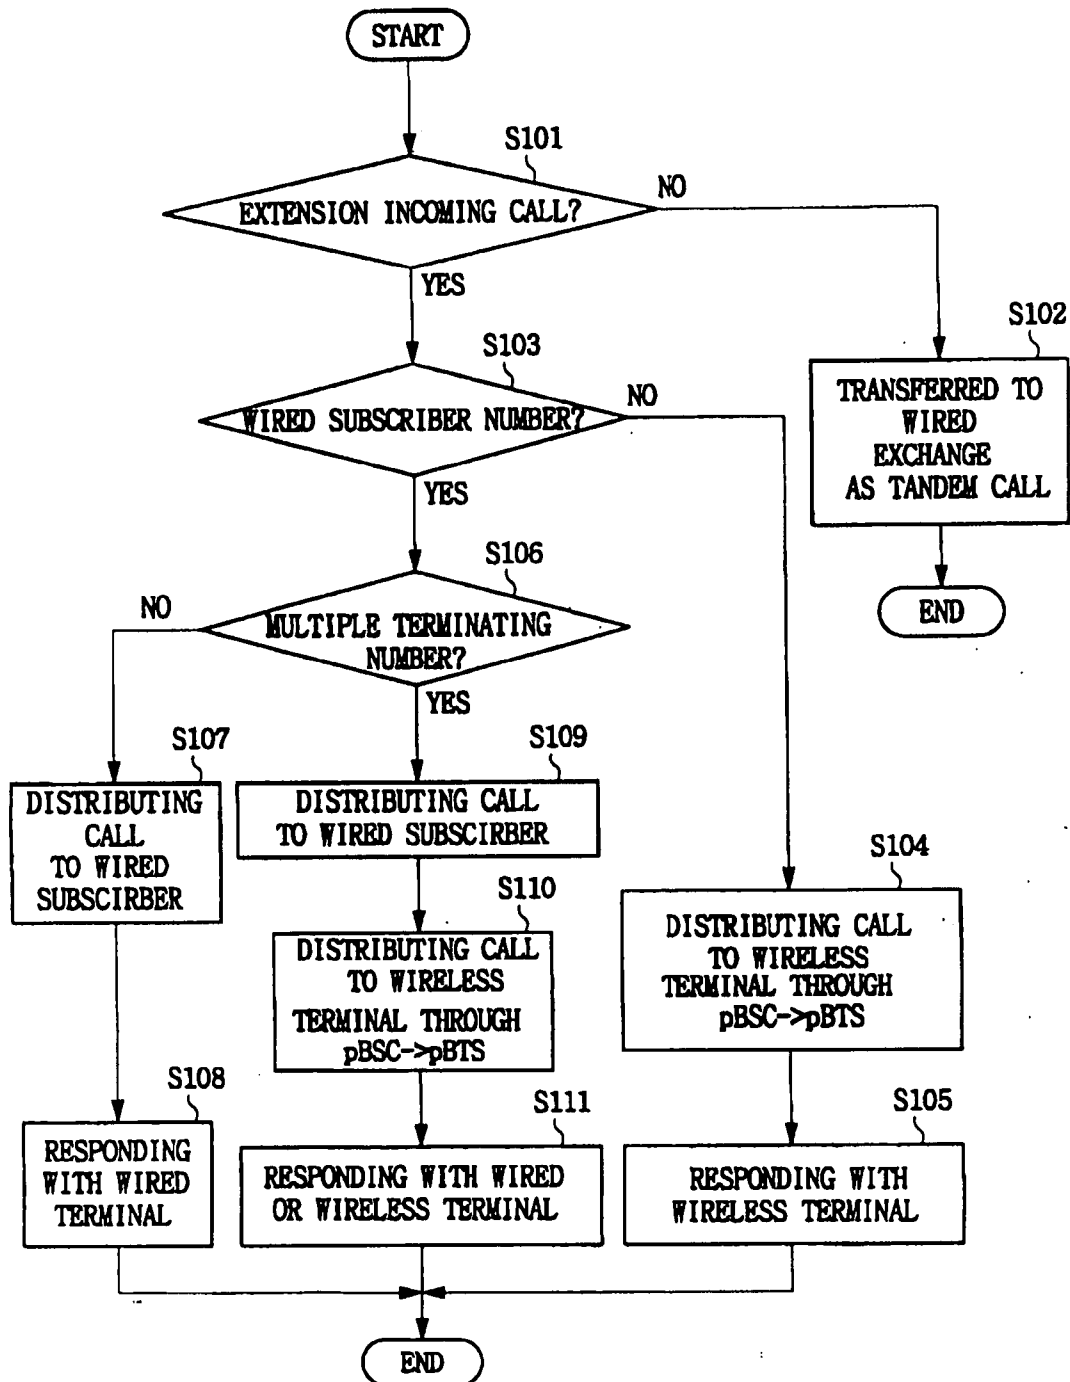 START
S101
EXTENSION INCOMING CALL?
NO
YES
S102
TRANSFERRED TO
WIRED
EXCHANGE
AS TANDEM CALL
END
S103
WIRED SUBSCRIBER NUMBER?
NO
YES
S106
MULTIPLE TERMINATING
NUMBER?
NO
YES
S107
DISTRIBUTING
CALL
TO WIRED
SUBSCIRBER
S109
DISTRIBUTING CALL
TO WIRED SUBSCIRBER
S110
DISTRIBUTING CALL
TO WIRELESS
TERMINAL THROUGH
pBSC->pBTS
S104
DISTRIBUTING CALL
TO WIRELESS
TERMINAL THROUGH
pBSC->pBTS
S108
RESPONDING
WITH WIRED
TERMINAL
S111
RESPONDING WITH WIRED
OR WIRELESS TERMINAL
S105
RESPONDING WITH
WIRELESS TERMINAL
END